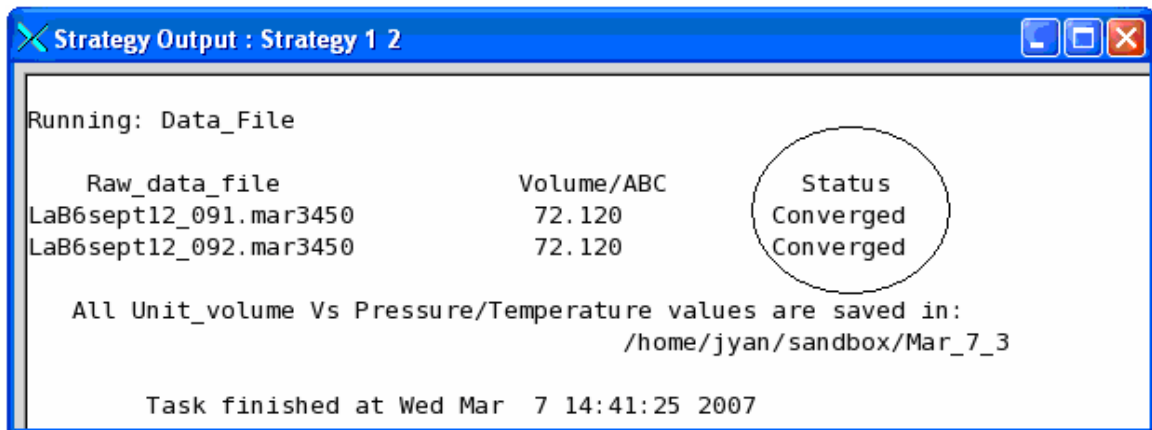 Strategy Output : Strategy 1 2
Running: Data_File
Raw_data_file Volume/ABC Status
LaB6sept12_091.mar3450 72.120 Converged
LaB6sept12_092.mar3450 72.120 Converged
All Unit_volume Vs Pressure/Temperature values are saved in:
/home/jyan/sandbox/Mar_7_3
Task finished at Wed Mar  7 14:41:25 2007